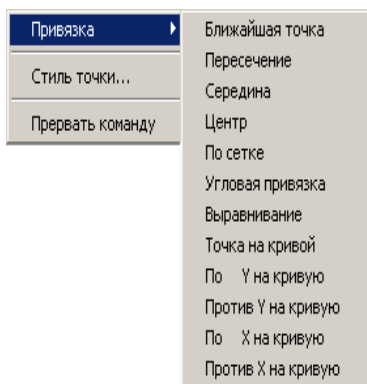 Привязка
Стиль точки...
Прервать команду
Ближайшая точка
Пересечение
Середина
Центр
По сетке
Угловая привязка
Выравнивание
Точка на кривой
По Y на кривую
Против Y на кривую
По X на кривую
Против X на кривую